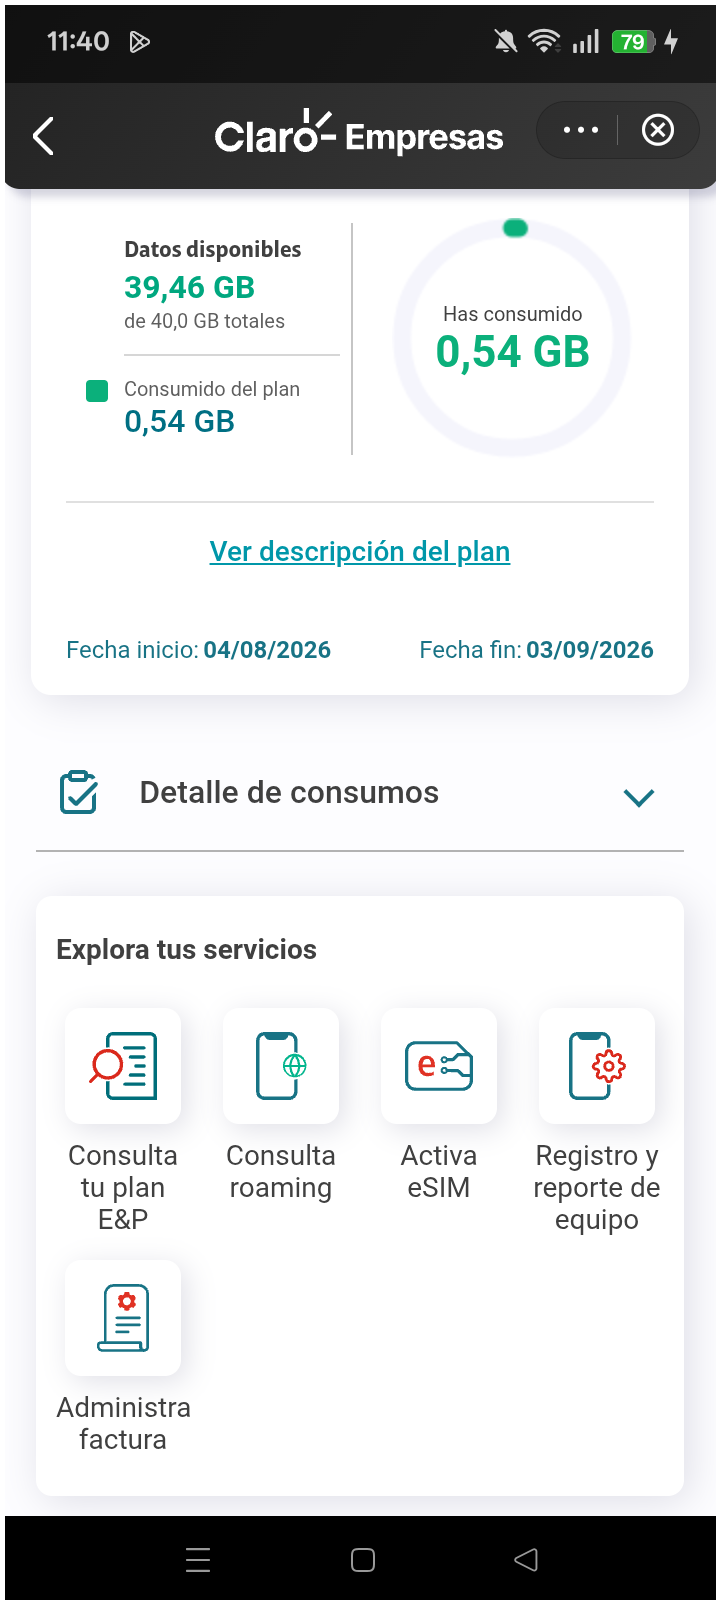 11:40
79
Claro- Empresas
Datos disponibles
39,46 GB
de 40,0 GB totales
Consumido del plan
0,54 GB
Has consumido
0,54 GB
Ver descripción del plan
Fecha inicio: 04/08/2026
Fecha fin: 03/09/2026
Detalle de consumos
Explora tus servicios
Consulta
tu plan
E&P
Consulta
roaming
e
Activa
eSIM
Registro y
reporte de
equipo
Administra
factura